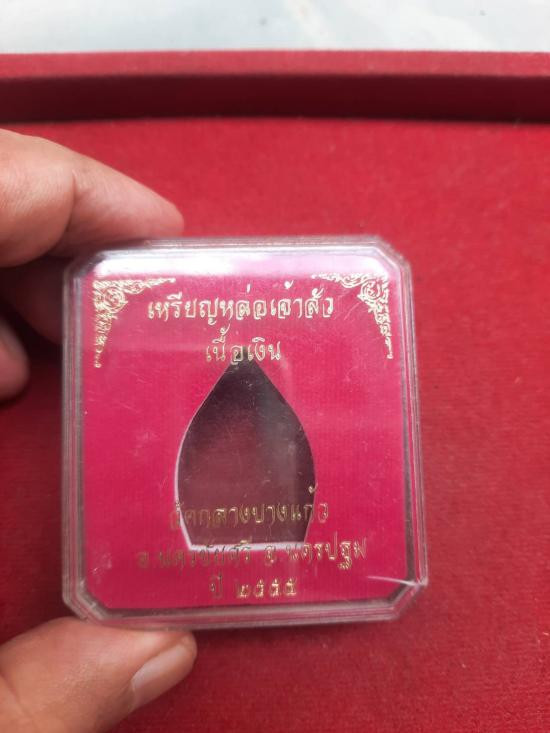 เหรียญหล่อเจ้าสัว
เนื้อเงิน
วัดกลางบางแก้ว
อ.นครชัยศรี จ.นครปฐม
ปี ๒๕๕๕